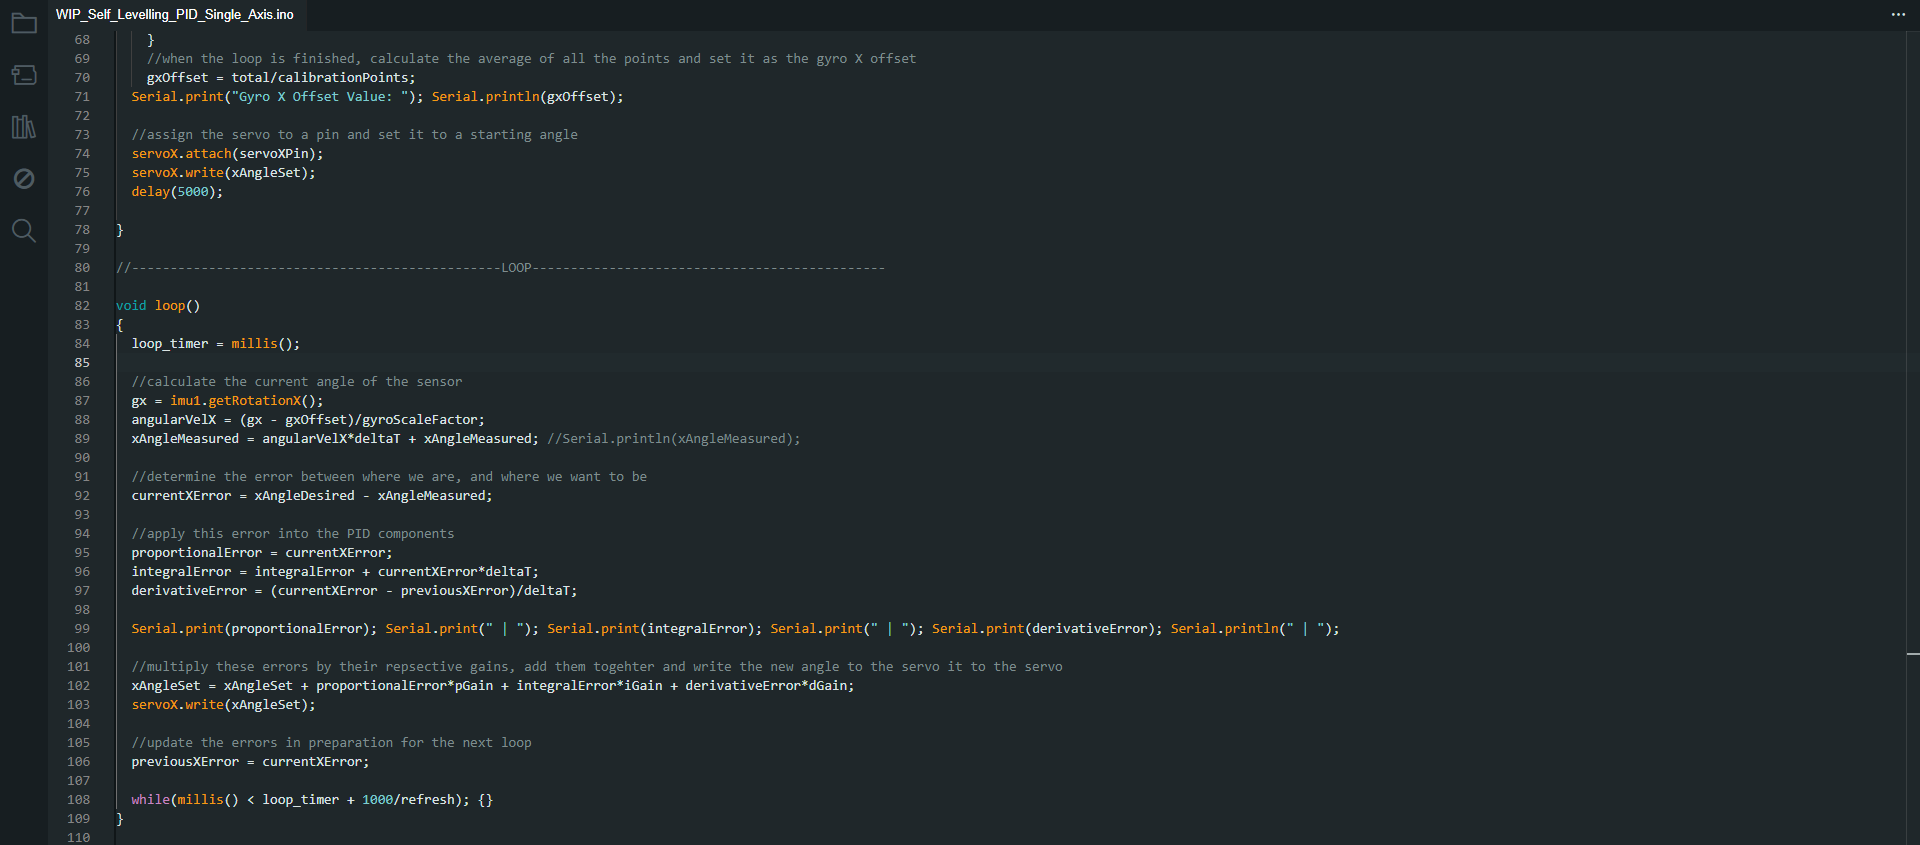 WIP_Self_Levelling_PID_Single_Axis.ino
68 }
69 //when the loop is finished, calculate the average of all the points and set it as the gyro X offset
70 gxOffset = total/calibrationPoints;
71 Serial.print("Gyro X Offset Value: "); Serial.println(gxOffset);
72
73 //assign the servo to a pin and set it to a starting angle
74 servoX.attach(servoXPin);
75 servoX.write(xAngleSet);
76 delay(5000);
77
78 }
79
80 //------------------------------------------------LOOP----------------------------------------------
81
82 void loop()
83 {
84 loop_timer = millis();
85
86 //calculate the current angle of the sensor
87 gx = imu1.getRotationX();
88 angularVelX = (gx - gxOffset)/gyroScaleFactor;
89 xAngleMeasured = angularVelX*deltaT + xAngleMeasured; //Serial.println(xAngleMeasured);
90
91 //determine the error between where we are, and where we want to be
92 currentXError = xAngleDesired - xAngleMeasured;
93
94 //apply this error into the PID components
95 proportionalError = currentXError;
96 integralError = integralError + currentXError*deltaT;
97 derivativeError = (currentXError - previousXError)/deltaT;
98
99 Serial.print(proportionalError); Serial.print(" | "); Serial.print(integralError); Serial.print(" | "); Serial.print(derivativeError); Serial.println(" | ");
100
101 //multiply these errors by their repsective gains, add them togehter and write the new angle to the servo it to the servo
102 xAngleSet = xAngleSet + proportionalError*pGain + integralError*iGain + derivativeError*dGain;
103 servoX.write(xAngleSet);
104
105 //update the errors in preparation for the next loop
106 previousXError = currentXError;
107
108 while(millis() < loop_timer + 1000/refresh); {}
109 }
110